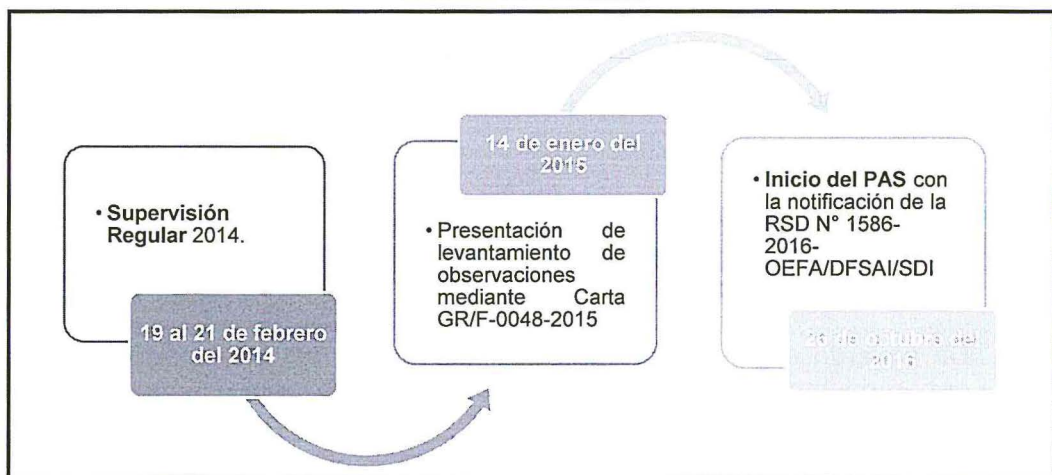 • Supervisión
Regular 2014.
19 al 21 de febrero
del 2014
14 de enero del
2015
• Presentación de
levantamiento de
observaciones
mediante Carta
GR/F-0048-2015
• Inicio del PAS con
la notificación de la
RSD N° 1586-
2016-
OEFA/DFSAI/SDI
26 de octubre del
2016